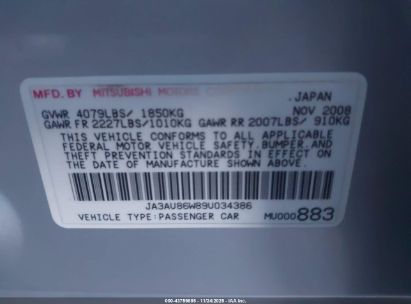 MFD. BY MITSUBISHI MOTORS CORPORATION
, JAPAN
NOV 2008
GVWR 4079LBS/ 1850KG
GAWR FR 2227LBS/1010KG GAWR RR 2007LBS/ 910KG
THIS VEHICLE CONFORMS TO ALL APPLICABLE
FEDERAL MOTOR VEHICLE SAFETY,BUMPER,AND
THEFT PREVENTION STANDARDS IN EFFECT ON
THE DATE OF MANUFACTURE SHOWN ABOVE.
JA3AU86W89U034386
VEHICLE TYPE:PASSENGER CAR MU000883